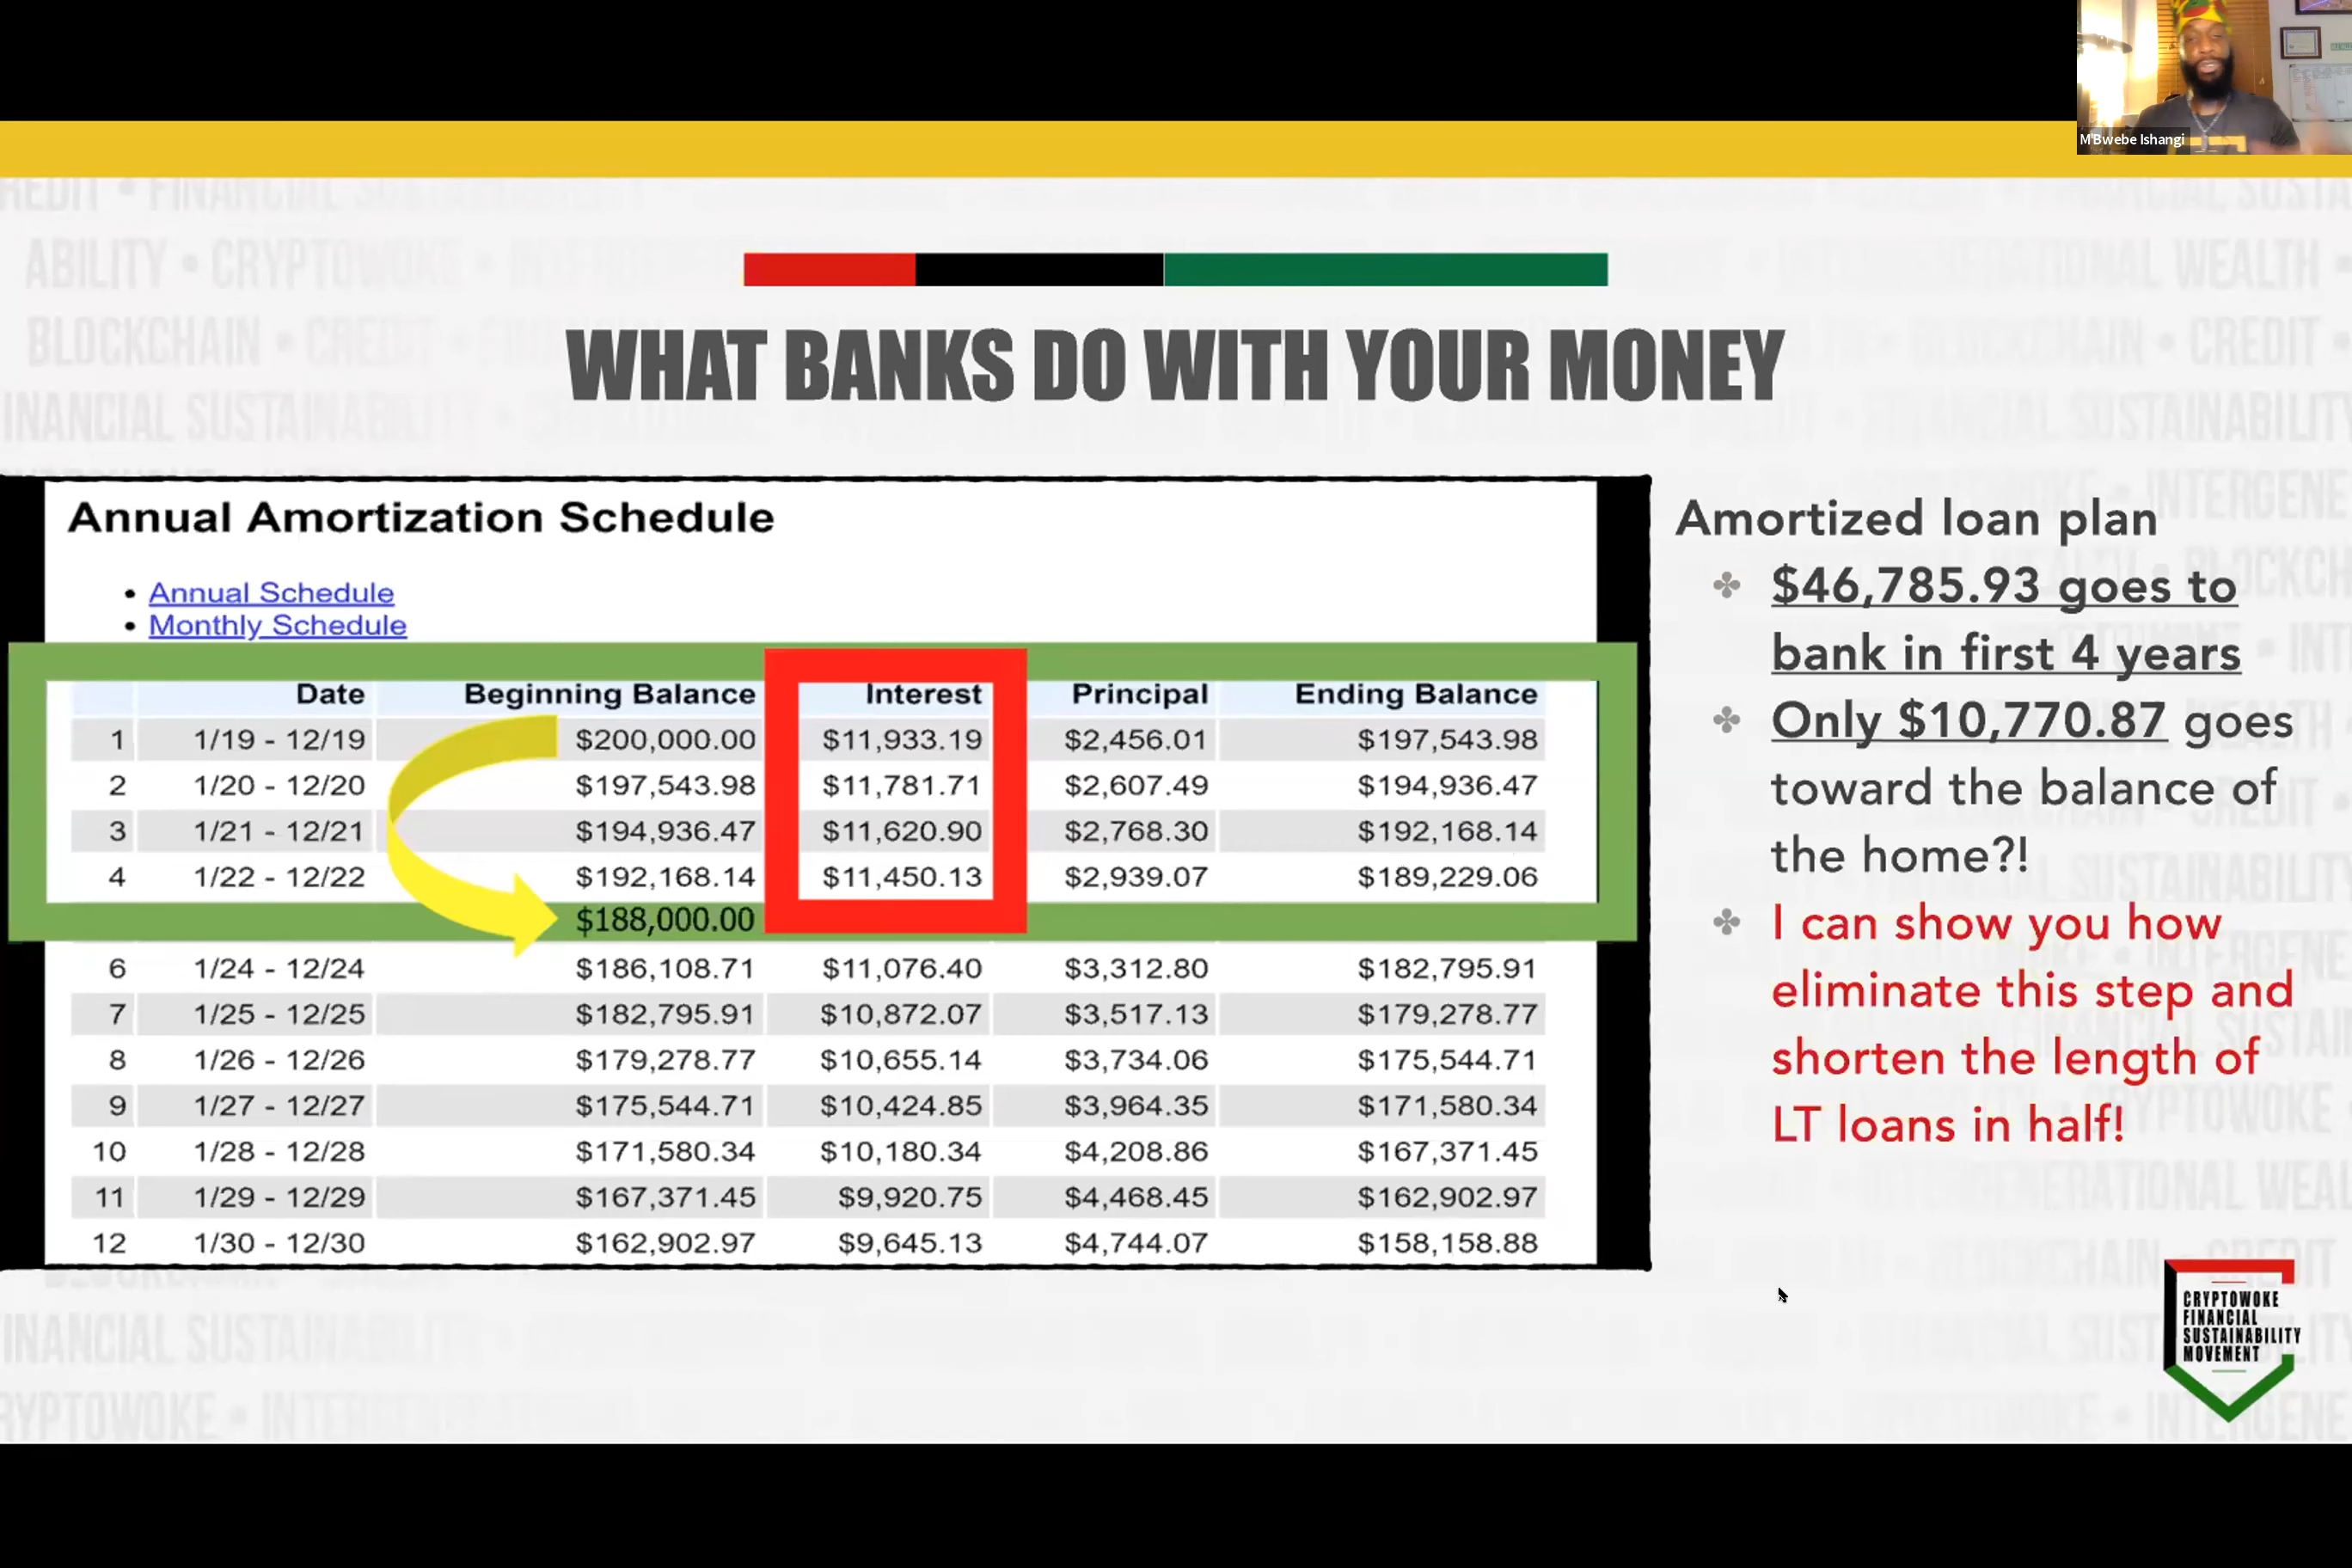 M'Bwebe Ishangi
WHAT BANKS DO WITH YOUR MONEY
Annual Amortization Schedule
• Annual Schedule
• Monthly Schedule
Date Beginning Balance Interest Principal Ending Balance
1 1/19 - 12/19 $200,000.00 $11,933.19 $2,456.01 $197,543.98
2 1/20 - 12/20 $197,543.98 $11,781.71 $2,607.49 $194,936.47
3 1/21 - 12/21 $194,936.47 $11,620.90 $2,768.30 $192,168.14
4 1/22 - 12/22 $192,168.14 $11,450.13 $2,939.07 $189,229.06
$188,000.00
6 1/24 - 12/24 $186,108.71 $11,076.40 $3,312.80 $182,795.91
7 1/25 - 12/25 $182,795.91 $10,872.07 $3,517.13 $179,278.77
8 1/26 - 12/26 $179,278.77 $10,655.14 $3,734.06 $175,544.71
9 1/27 - 12/27 $175,544.71 $10,424.85 $3,964.35 $171,580.34
10 1/28 - 12/28 $171,580.34 $10,180.34 $4,208.86 $167,371.45
11 1/29 - 12/29 $167,371.45 $9,920.75 $4,468.45 $162,902.97
12 1/30 - 12/30 $162,902.97 $9,645.13 $4,744.07 $158,158.88
Amortized loan plan
$46,785.93 goes to
bank in first 4 years
Only $10,770.87 goes
toward the balance of
the home?!
I can show you how
eliminate this step and
shorten the length of
LT loans in half!
CRYPTOWOKE
FINANCIAL
SUSTAINABILITY
MOVEMENT